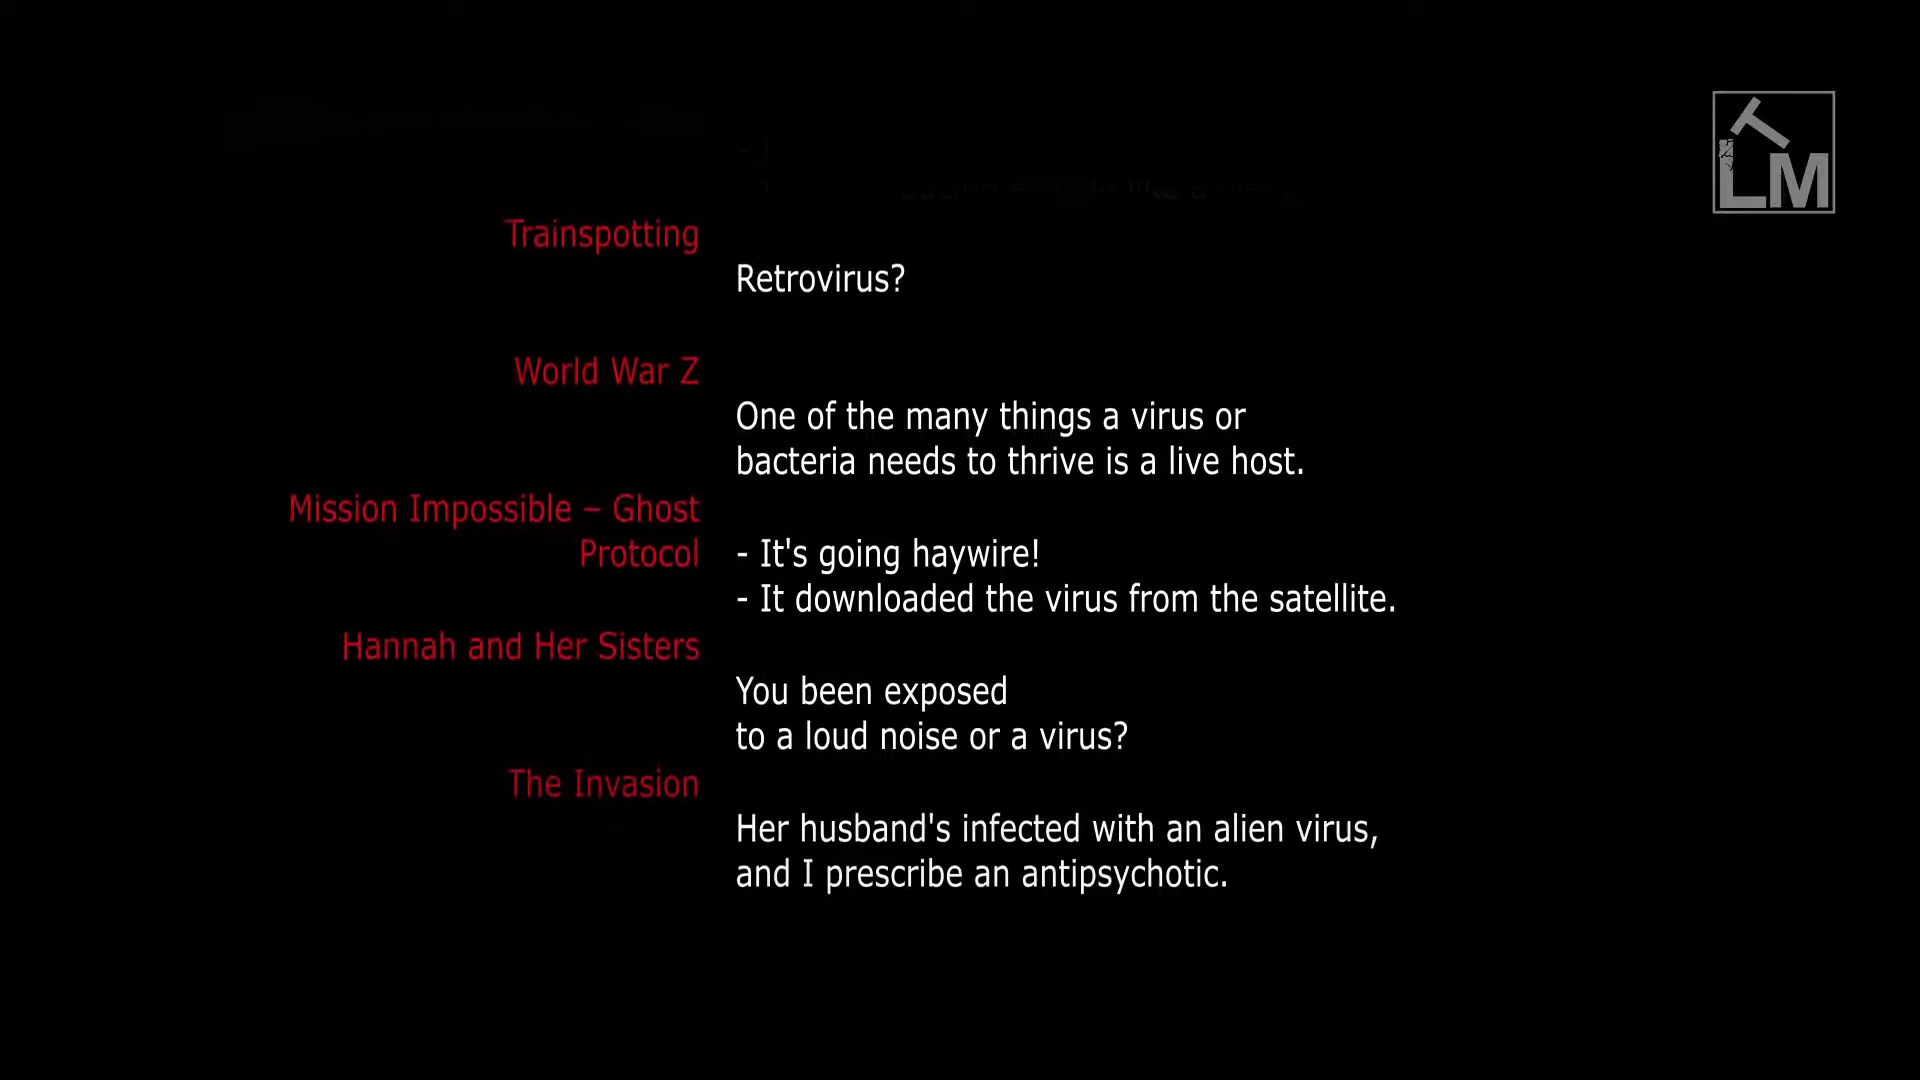 Trainspotting
Retrovirus?
World War Z
One of the many things a virus or
bacteria needs to thrive is a live host.
Mission Impossible – Ghost
Protocol
- It's going haywire!
- It downloaded the virus from the satellite.
Hannah and Her Sisters
You been exposed
to a loud noise or a virus?
The Invasion
Her husband's infected with an alien virus,
and I prescribe an antipsychotic.
TLM